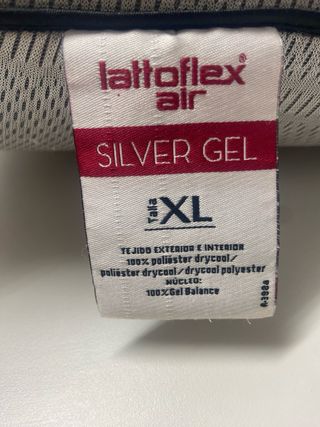 lattoflex®
air
SILVER GEL
Talla XL
TEJIDO EXTERIOR E INTERIOR
100% poliéster drycool/
poliéster drycool/drycool polyester
NÚCLEO:
100% Gel Balance